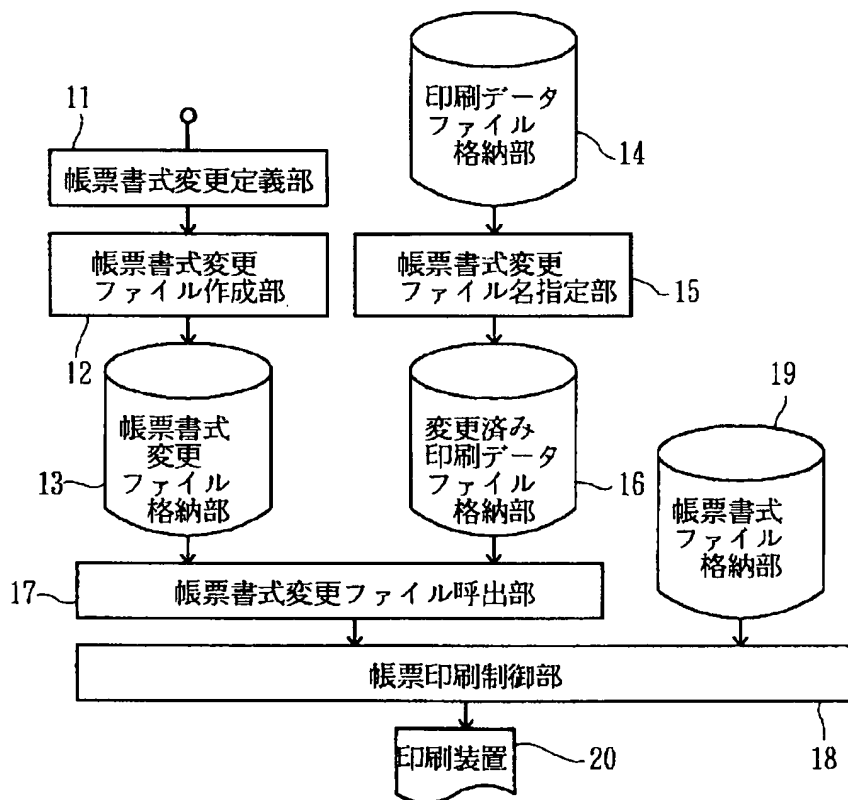 14
印刷データ
ファイル
格納部
11
帳票書式変更定義部
帳票書式変更
ファイル作成部
12
帳票書式変更
ファイル名指定部
15
13
帳票書式
変更
ファイル
格納部
変更済み
印刷データ
ファイル
格納部
16
19
帳票書式
ファイル
格納部
17
帳票書式変更ファイル呼出部
帳票印刷制御部
18
印刷装置
20